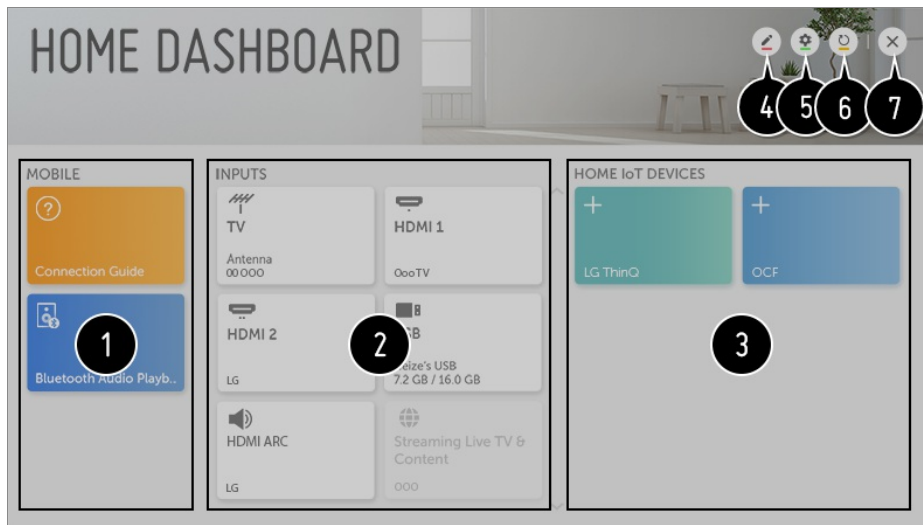 HOME DASHBOARD
4 5 6 7
MOBILE
Connection Guide
Bluetooth Audio Playb..
1
INPUTS
TV
Antenna
00 000
HDMI 1
OooTV
HDMI 2
LG
7.2 GB / 16.0 GB
USB
2
HDMI ARC
LG
Streaming Live TV &
Content
000
HOME IoT DEVICES
LG ThinQ
OCF
3